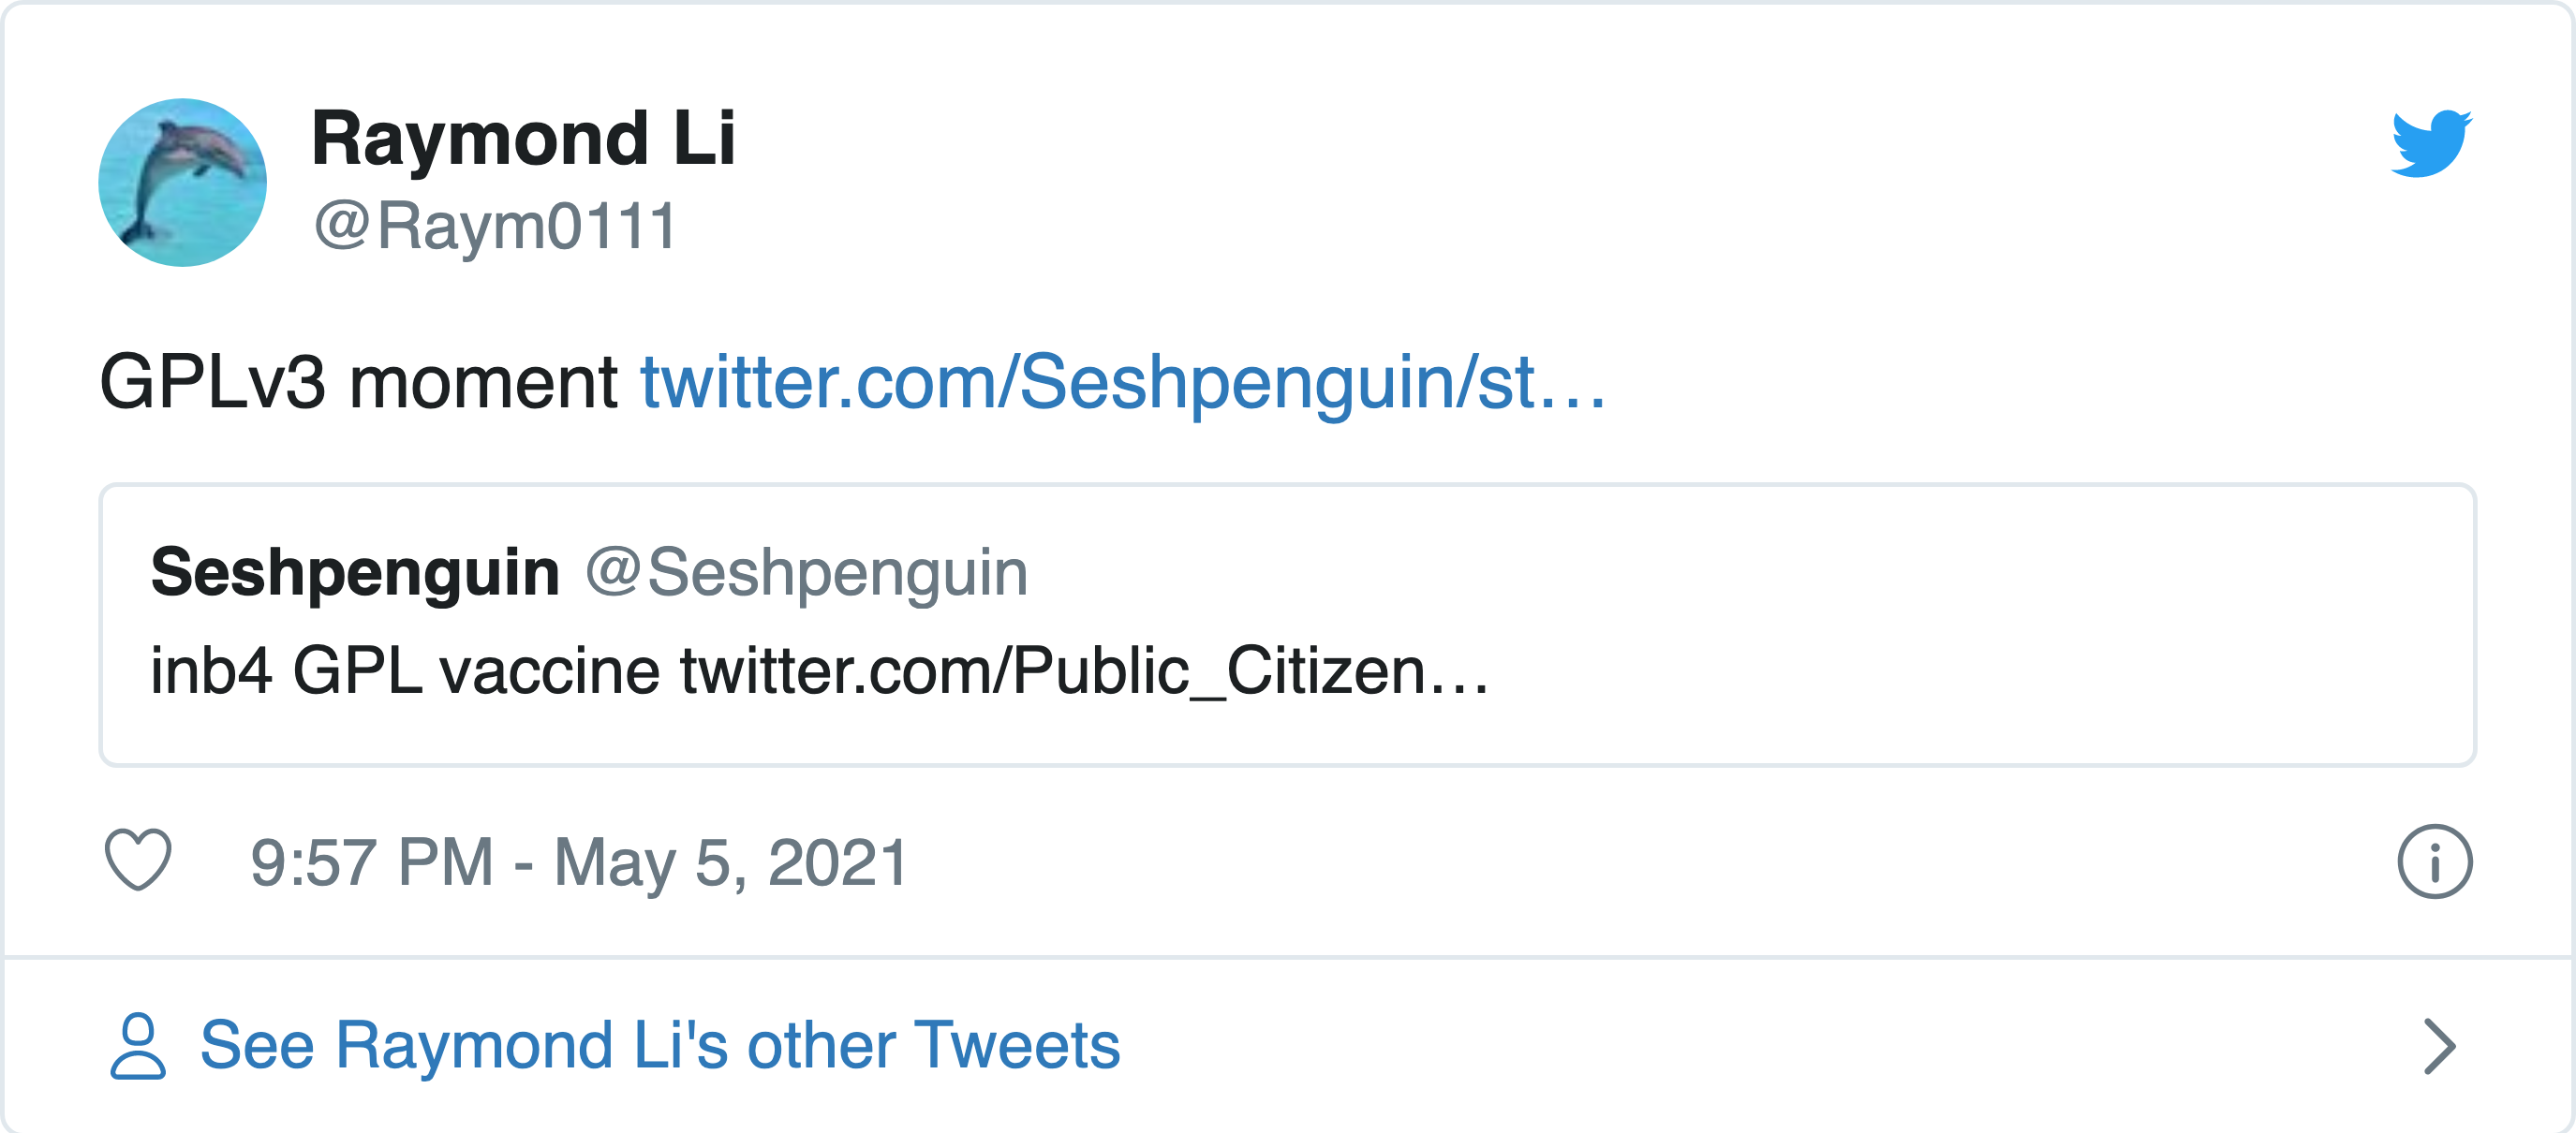 Raymond Li
@Raym0111
GPLv3 moment twitter.com/Seshpenguin/st…
Seshpenguin @Seshpenguin
inb4 GPL vaccine twitter.com/Public_Citizen…
9:57 PM - May 5, 2021
See Raymond Li's other Tweets